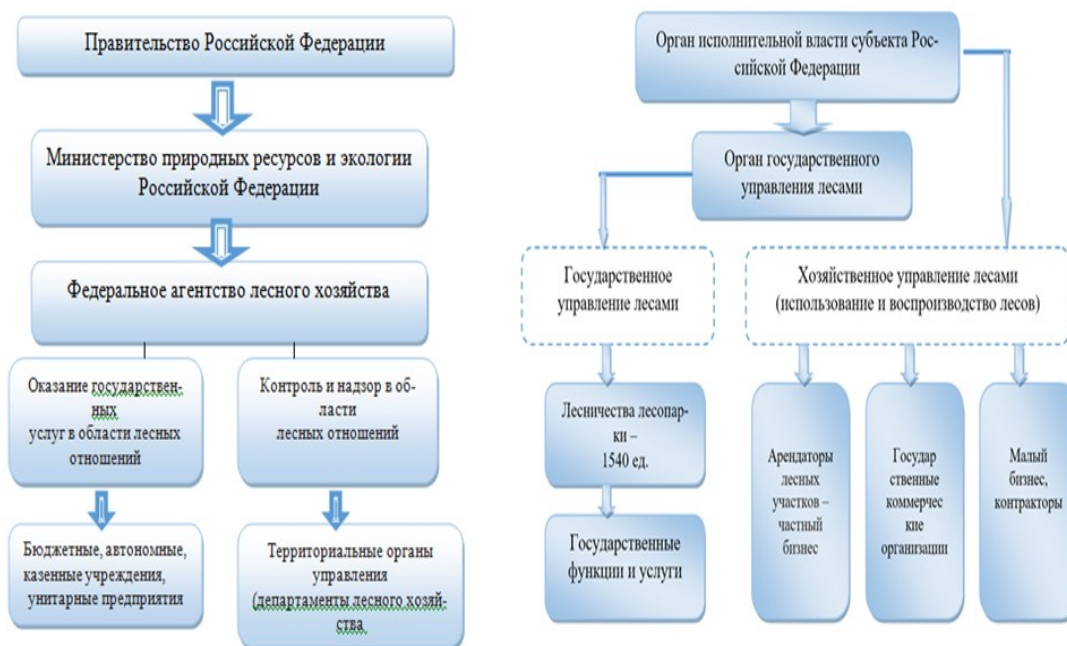 Правительство Российской Федерации
Министерство природных ресурсов и экологии
Российской Федерации
Федеральное агентство лесного хозяйства
Оказание государствен-
ных
услуг в области лесных
отношений
Контроль и надзор в об-
ласти
лесных отношений
Бюджетные, автономные,
казенные учреждения,
унитарные предприятия
Территориальные органы
управления
(департаменты лесного хозяй-
ства
Орган исполнительной власти субъекта Рос-
сийской Федерации
Орган государственного
управления лесами
Государственное
управление лесами
Хозяйственное управление лесами
(использование и воспроизводство лесов)
Лесничества лесопар-
ки –
1540 ед.
Государственные
функции и услуги
Арендаторы
лесных
участков –
частный
бизнес
Государ
ственные
коммерчес
кие
организации
Малый
бизнес,
контракторы